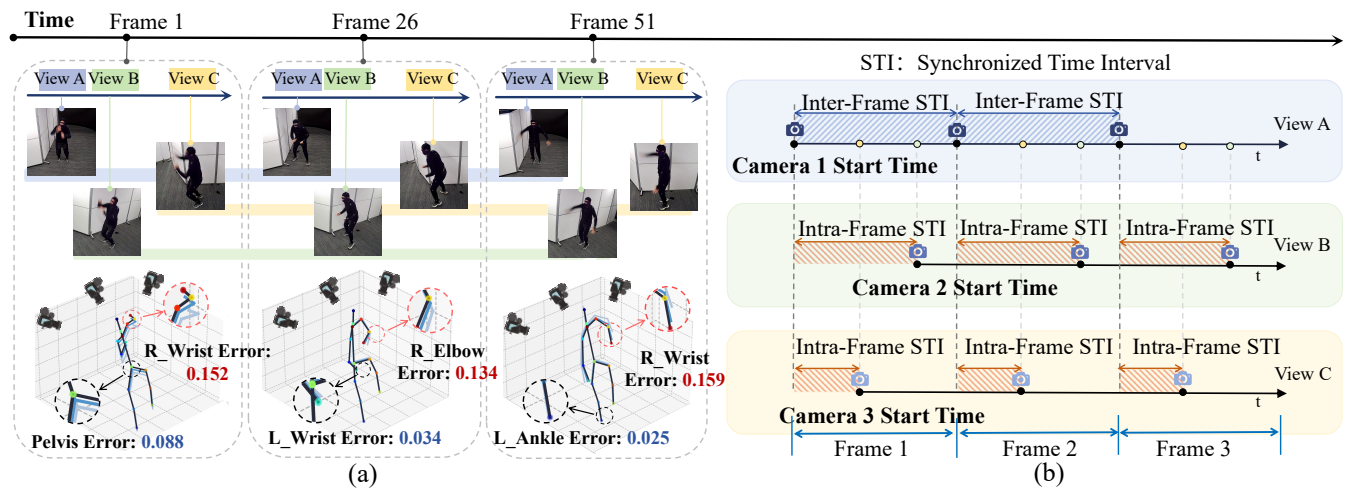 Time
Frame 1
Frame 26
Frame 51
View A
View B
View C
View A
View B
View C
View A
View B
View C
R_Wrist Error:
0.152
Pelvis Error: 0.088
R_Elbow
Error: 0.134
L_Wrist Error: 0.034
R_Wrist
Error: 0.159
L_Ankle Error: 0.025
(a)
STI: Synchronized Time Interval
Inter-Frame STI
Inter-Frame STI
View A
t
Camera 1 Start Time
Intra-Frame STI
Intra-Frame STI
Intra-Frame STI
View B
t
Camera 2 Start Time
Intra-Frame STI
Intra-Frame STI
Intra-Frame STI
View C
t
Camera 3 Start Time
Frame 1
Frame 2
Frame 3
(b)